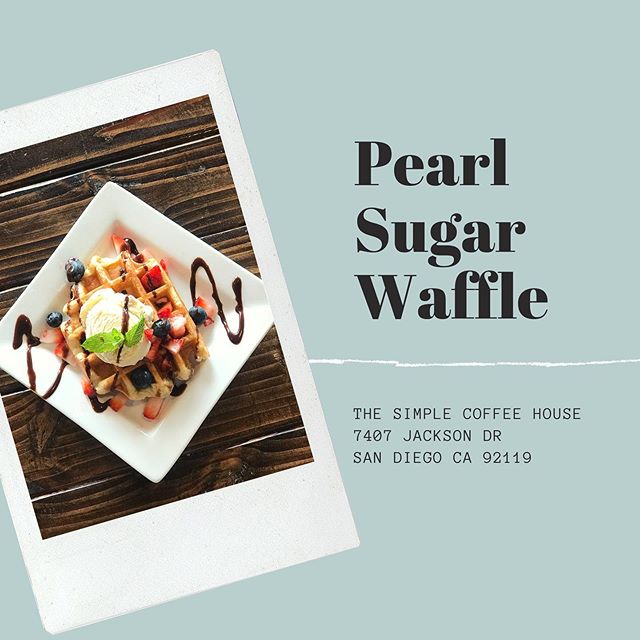 Pearl
Sugar
Waffle
THE SIMPLE COFFEE HOUSE
7407 JACKSON DR
SAN DIEGO CA 92119